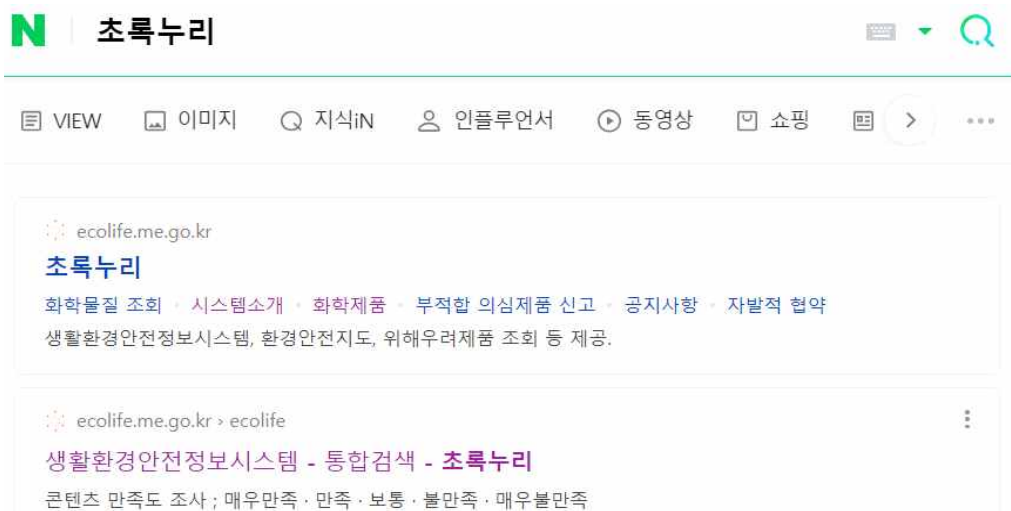 N 초록누리
VIEW 이미지 지식iN 인플루언서 동영상 쇼핑
ecolife.me.go.kr
초록누리
화학물질 조회 · 시스템소개 · 화학제품 · 부적합 의심제품 신고 · 공지사항 · 자발적 협약
생활환경안전정보시스템, 환경안전지도, 위해우려제품 조회 등 제공.
ecolife.me.go.kr › ecolife
생활환경안전정보시스템 - 통합검색 - 초록누리
콘텐츠 만족도 조사 ; 매우만족 · 만족 · 보통 · 불만족 · 매우불만족